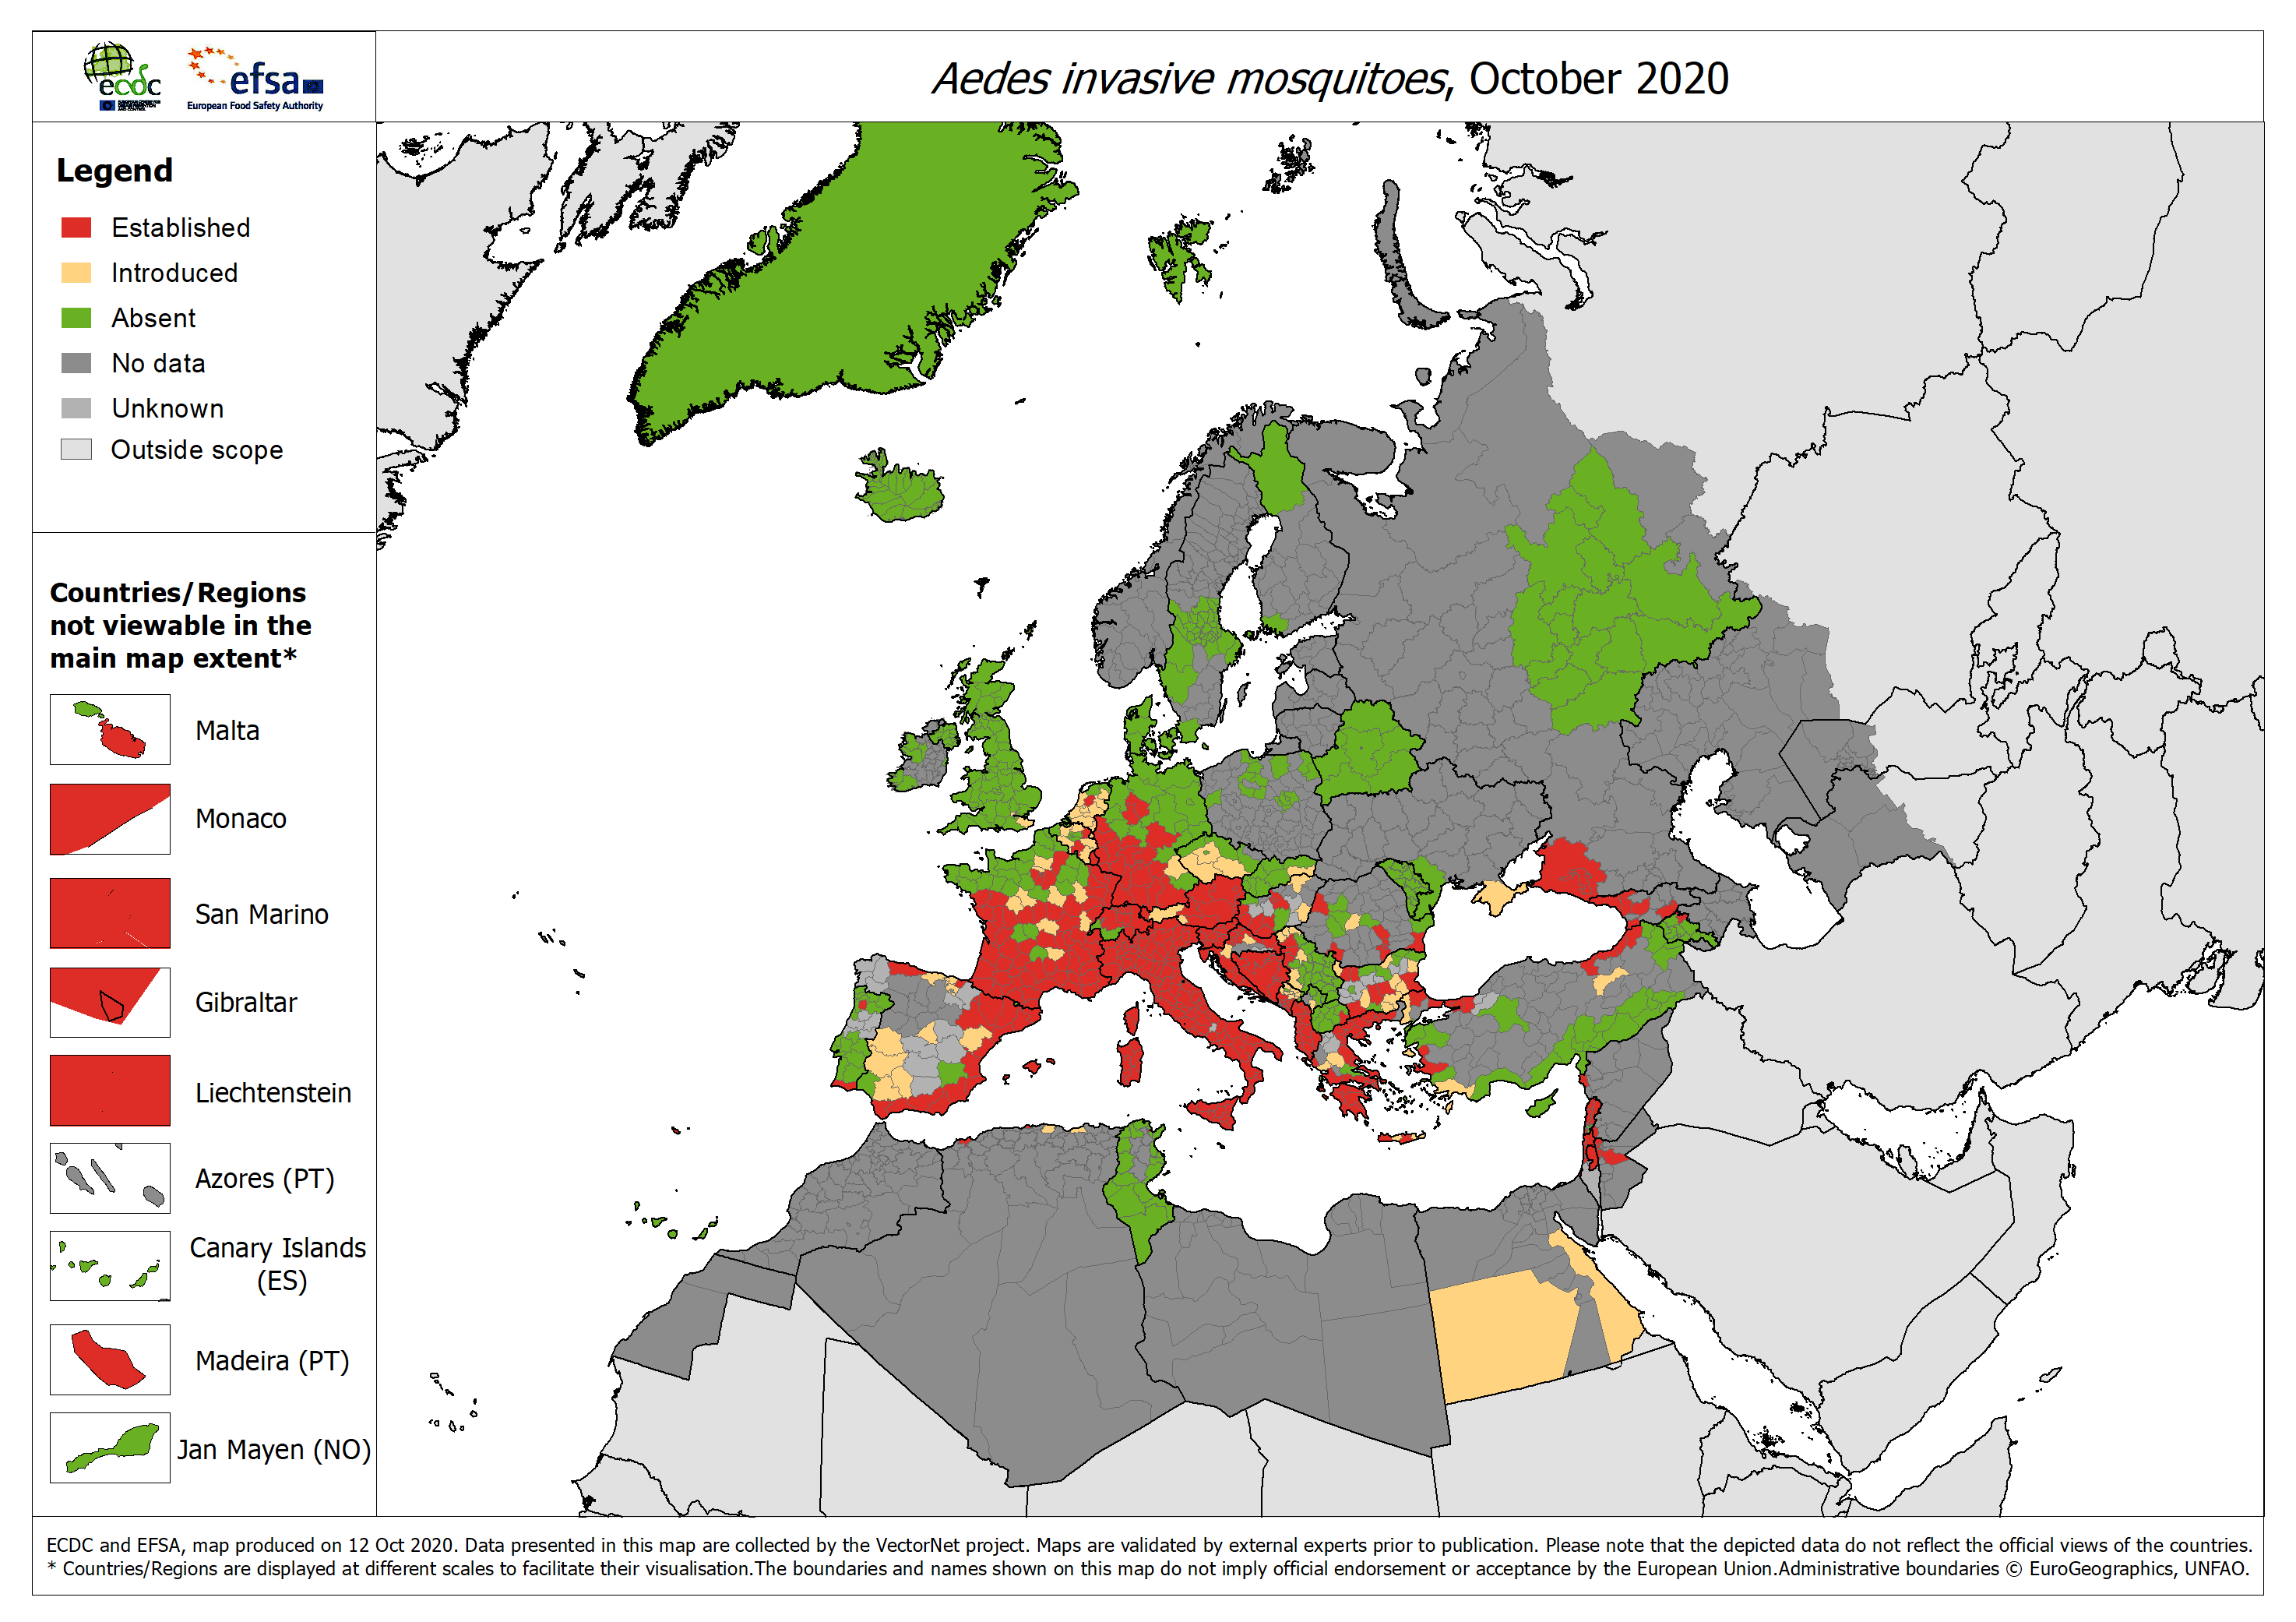 ecdc
efsa
European Food Safety Authority
Aedes invasive mosquitoes, October 2020
Legend
Established
Introduced
Absent
No data
Unknown
Outside scope
Countries/Regions
not viewable in the
main map extent*
Malta
Monaco
San Marino
Gibraltar
Liechtenstein
Azores (PT)
Canary Islands
(ES)
Madeira (PT)
Jan Mayen (NO)
ECDC and EFSA, map produced on 12 Oct 2020. Data presented in this map are collected by the VectorNet project. Maps are validated by external experts prior to publication. Please note that the depicted data do not reflect the official views of the countries.
* Countries/Regions are displayed at different scales to facilitate their visualisation.The boundaries and names shown on this map do not imply official endorsement or acceptance by the European Union.Administrative boundaries © EuroGeographics, UNFAO.